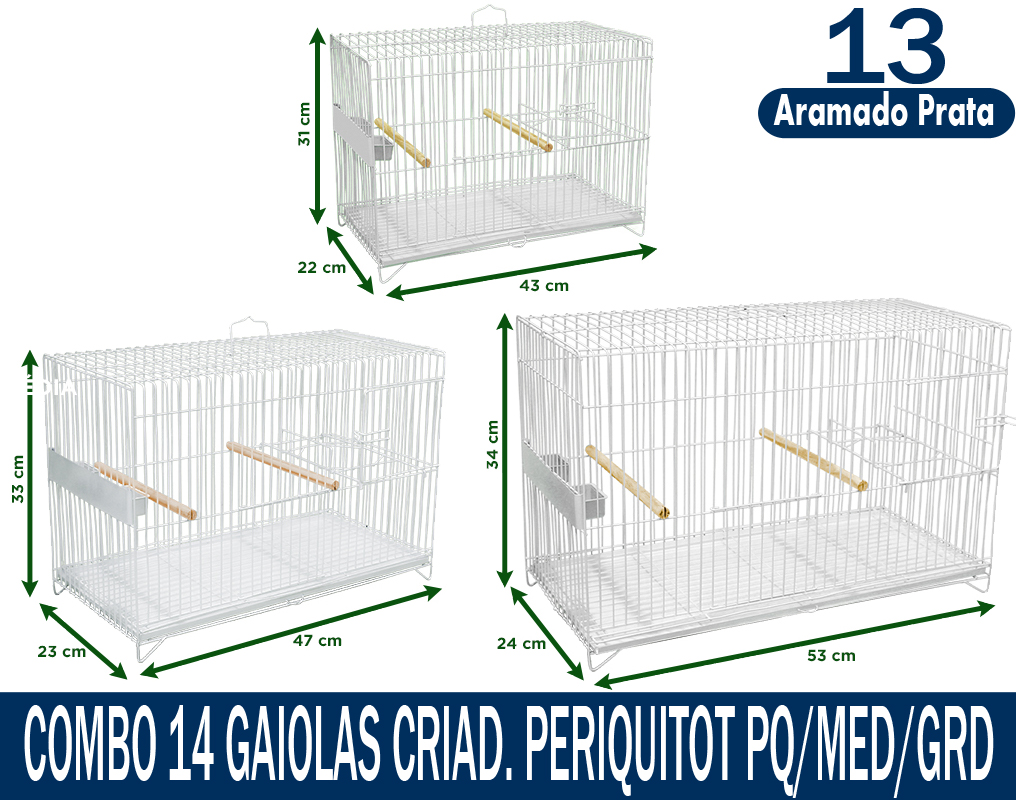 13
Aramado Prata
31 cm
22 cm
43 cm
33 cm
23 cm
47 cm
34 cm
24 cm
53 cm
COMBO 14 GAIOLAS CRIAD. PERIQUITOT PQ/MED/GRD